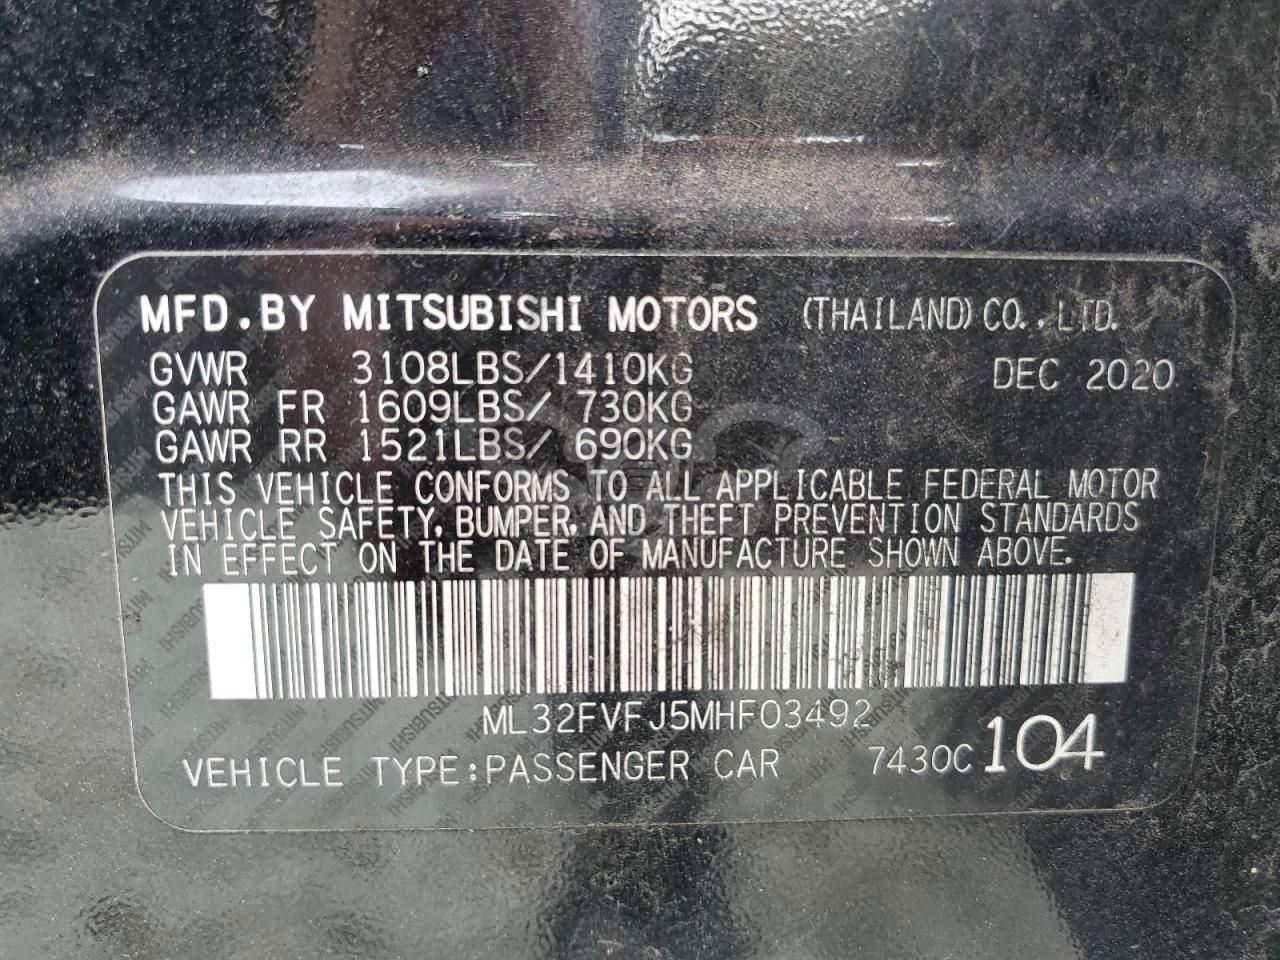 MFD.BY MITSUBISHI MOTORS (THAILAND) CO.,LTD.
GVWR 3108LBS/1410KG DEC 2020
GAWR FR 1609LBS/ 730KG
GAWR RR 1521LBS/ 690KG
THIS VEHICLE CONFORMS TO ALL APPLICABLE FEDERAL MOTOR
VEHICLE SAFETY, BUMPER, AND THEFT PREVENTION STANDARDS
IN EFFECT ON THE DATE OF MANUFACTURE SHOWN ABOVE.
ML32FVFJ5MHF03492
VEHICLE TYPE:PASSENGER CAR 7430C 104